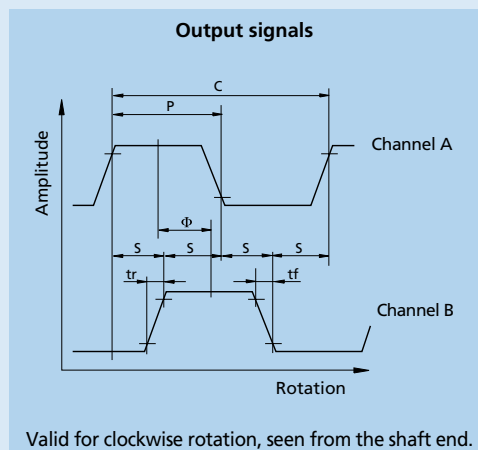 Output signals
C
P
Channel A
Amplitude
Φ
S S S S
tr tf
Channel B
Rotation
Valid for clockwise rotation, seen from the shaft end.